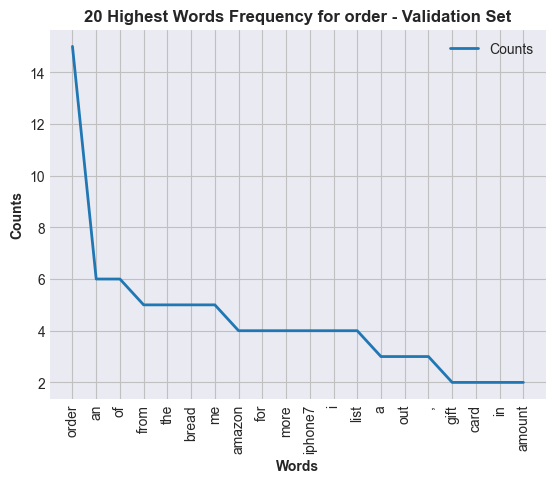 20 Highest Words Frequency for order - Validation Set
Counts
14
12
10
8
6
4
2
Counts
order
an
of
from
the
bread
me
amazon
for
more
iphone7
i
list
a
out
,
gift
card
in
amount
Words